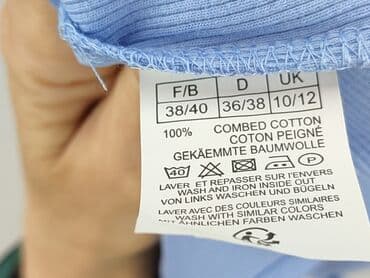 F/B D UK
38/40 36/38 10/12
100% COMBED COTTON
COTON PEIGNÉ
GEKÄEMMTE BAUMWOLLE
40 P
LAVER ET REPASSER SUR l'ENVERS
WASH AND IRON INSIDE OUT
VON LINKS WASCHEN UND BÜGELN
LAVER AVEC DES COULEURS SIMILAIRES
WASH WITH SIMILAR COLORS
MIT ÄHNLICHEN FARBEN WASCHEN